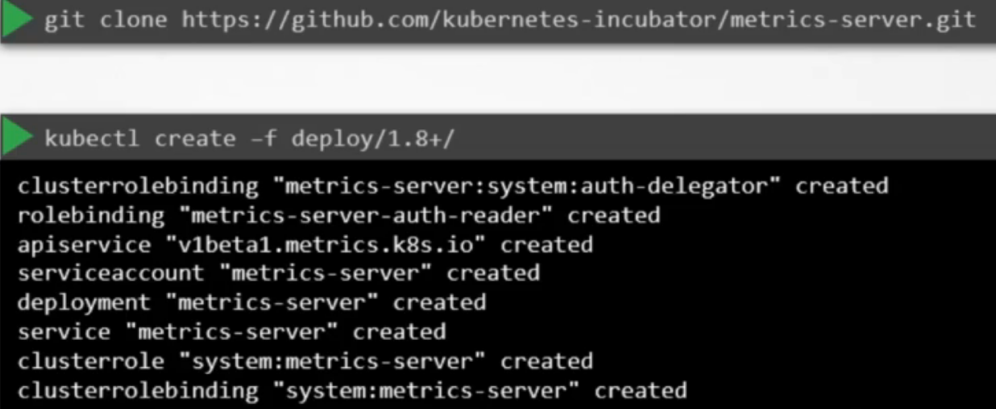 git clone https://github.com/kubernetes-incubator/metrics-server.git
kubectl create –f deploy/1.8+/
clusterrolebinding "metrics-server:system:auth-delegator" created
rolebinding "metrics-server-auth-reader" created
apiservice "v1beta1.metrics.k8s.io" created
serviceaccount "metrics-server" created
deployment "metrics-server" created
service "metrics-server" created
clusterrole "system:metrics-server" created
clusterrolebinding "system:metrics-server" created